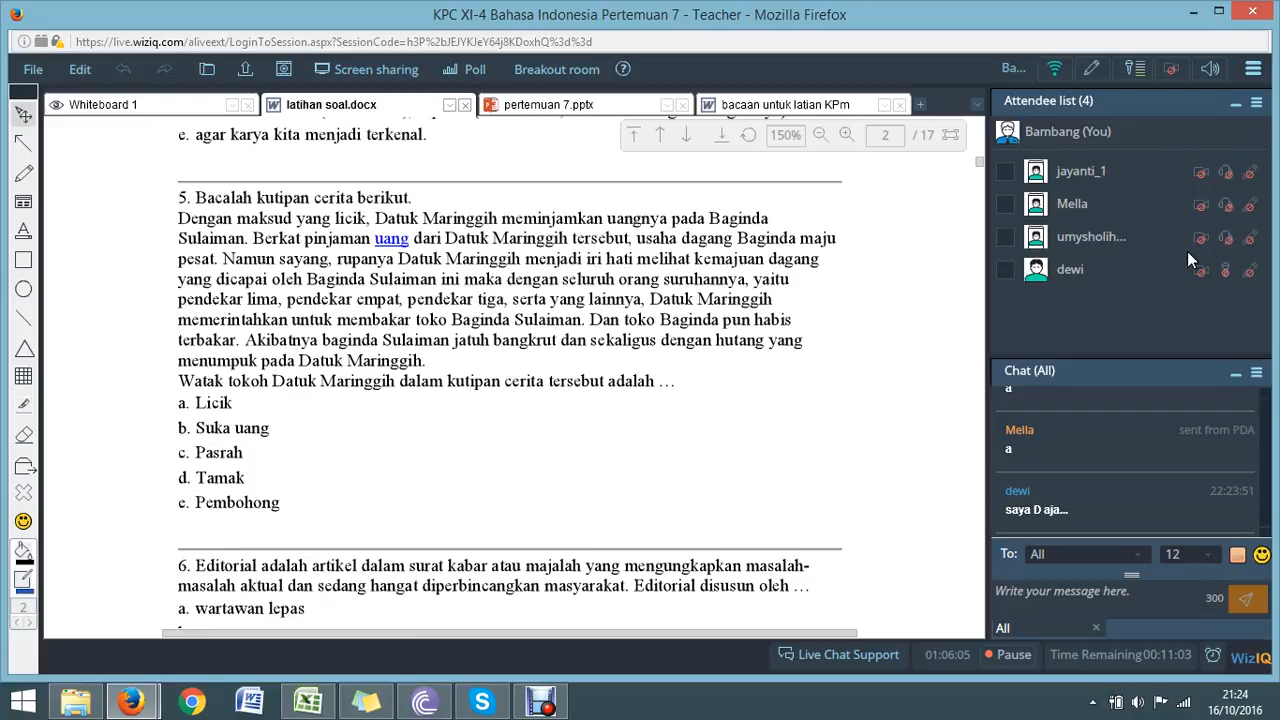 KPC XI-4 Bahasa Indonesia Pertemuan 7 - Teacher - Mozilla Firefox
https://live.wiziq.com/aliveext/LoginToSession.aspx?SessionCode=h3P%2bJEJYKJeY64j8KDoxhQ%3d%3d
File Edit Screen sharing Poll Breakout room Ba...
Whiteboard 1 latihan soal.docx pertemuan 7.pptx bacaan untuk latian KPm
150% 2 / 17
e. agar karya kita menjadi terkenal.
5. Bacalah kutipan cerita berikut.
Dengan maksud yang licik, Datuk Maringgih meminjamkan uangnya pada Baginda
Sulaiman. Berkat pinjaman uang dari Datuk Maringgih tersebut, usaha dagang Baginda maju
pesat. Namun sayang, rupanya Datuk Maringgih menjadi iri hati melihat kemajuan dagang
yang dicapai oleh Baginda Sulaiman ini maka dengan seluruh orang suruhannya, yaitu
pendekar lima, pendekar empat, pendekar tiga, serta yang lainnya, Datuk Maringgih
memerintahkan untuk membakar toko Baginda Sulaiman. Dan toko Baginda pun habis
terbakar. Akibatnya baginda Sulaiman jatuh bangkrut dan sekaligus dengan hutang yang
menumpuk pada Datuk Maringgih.
Watak tokoh Datuk Maringgih dalam kutipan cerita tersebut adalah …
a. Licik
b. Suka uang
c. Pasrah
d. Tamak
e. Pembohong
6. Editorial adalah artikel dalam surat kabar atau majalah yang mengungkapkan masalah-
masalah aktual dan sedang hangat diperbincangkan masyarakat. Editorial disusun oleh …
a. wartawan lepas
2
Attendee list (4)
Bambang (You)
jayanti_1
Mella
umysholih...
dewi
Chat (All)
a
Mella sent from PDA
a
dewi 22:23:51
saya D aja...
To: All 12
Write your message here. 300
All
Live Chat Support 01:06:05 Pause Time Remaining 00:11:03 WizIQ
21:24
16/10/2016